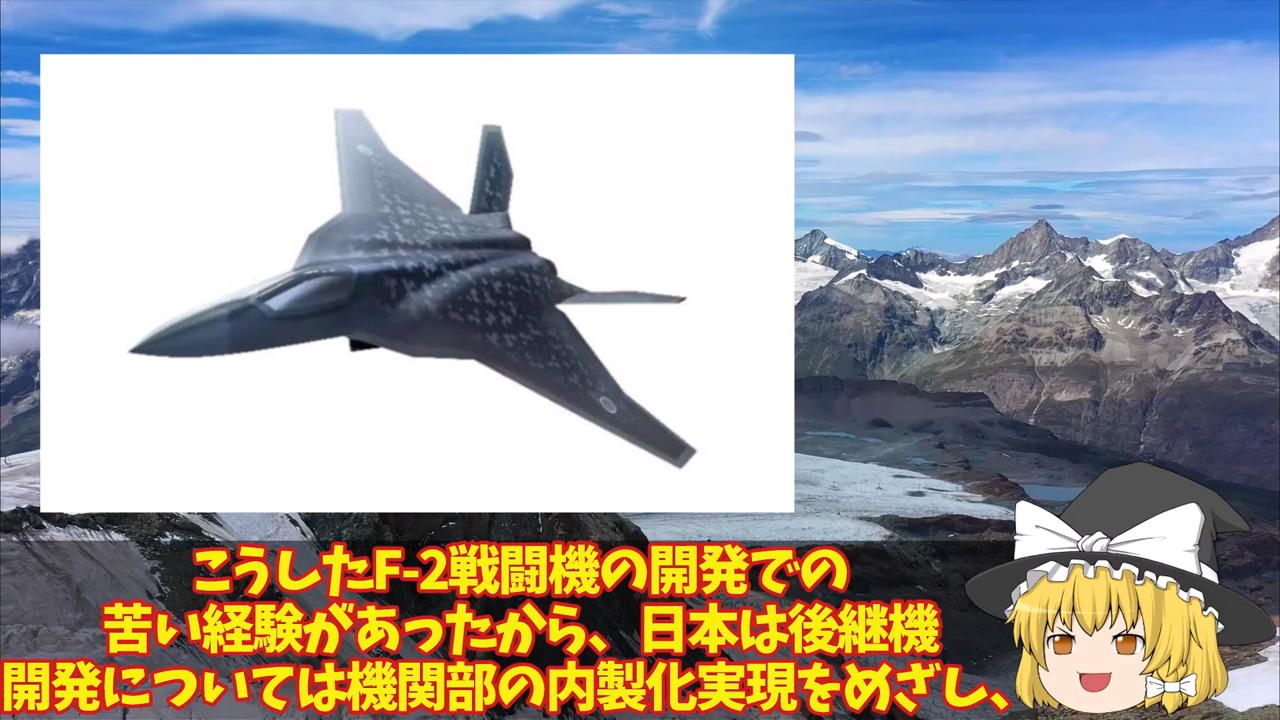 こうしたF-2戦闘機の開発での
苦い経験があったから、日本は後継機
開発については機関部の内製化実現をめざし、